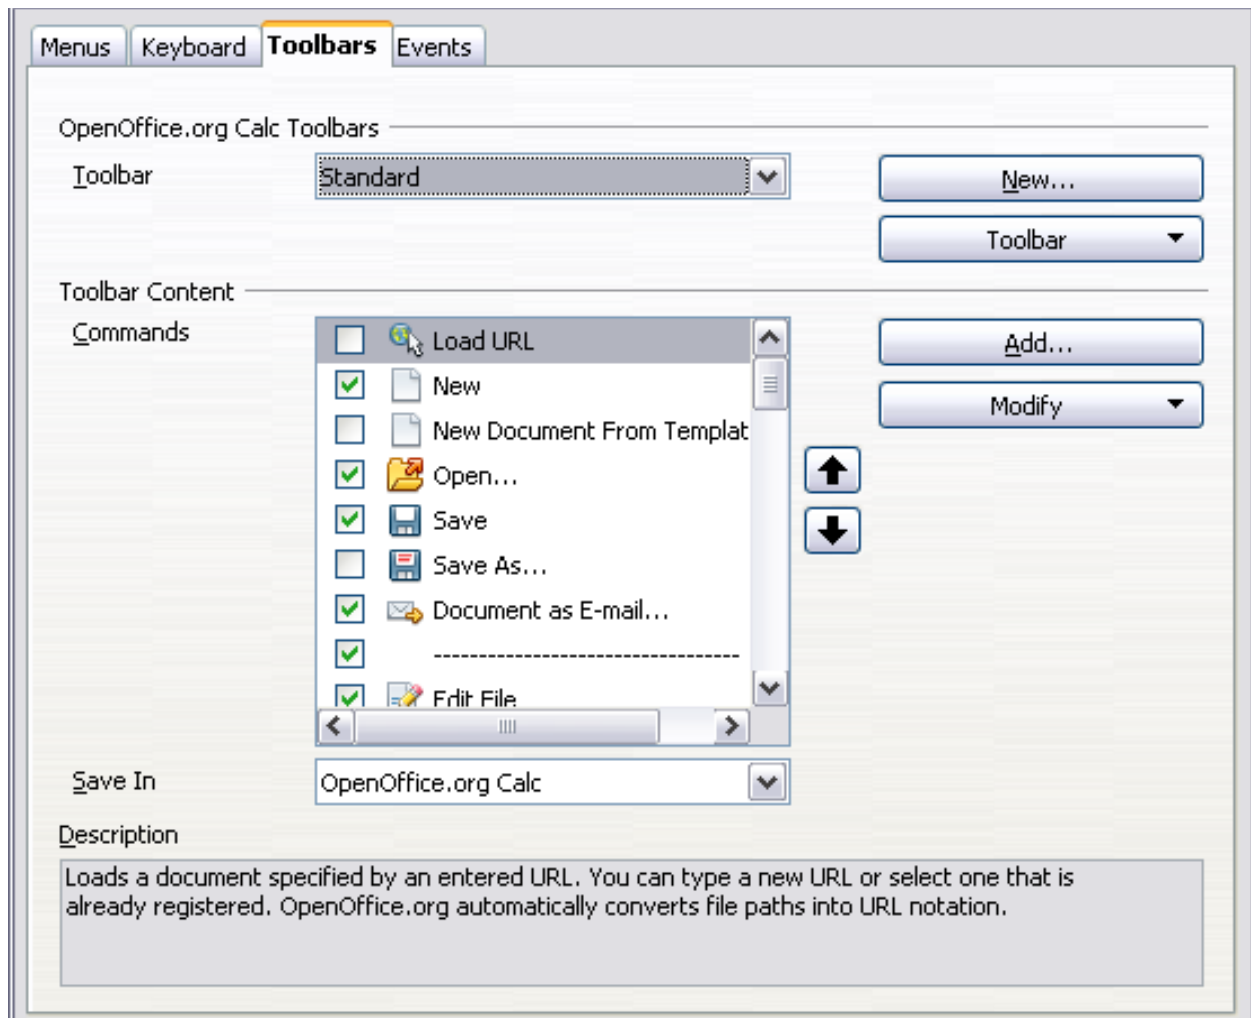 Menus Keyboard Toolbars Events
OpenOffice.org Calc Toolbars
Toolbar Standard New...
Toolbar
Toolbar Content
Commands Load URL Add...
New
Modify
New Document From Templat
Open...
Save
Save As...
Document as E-mail...
----------------------------------
Edit File
Save In OpenOffice.org Calc
Description
Loads a document specified by an entered URL. You can type a new URL or select one that is
already registered. OpenOffice.org automatically converts file paths into URL notation.